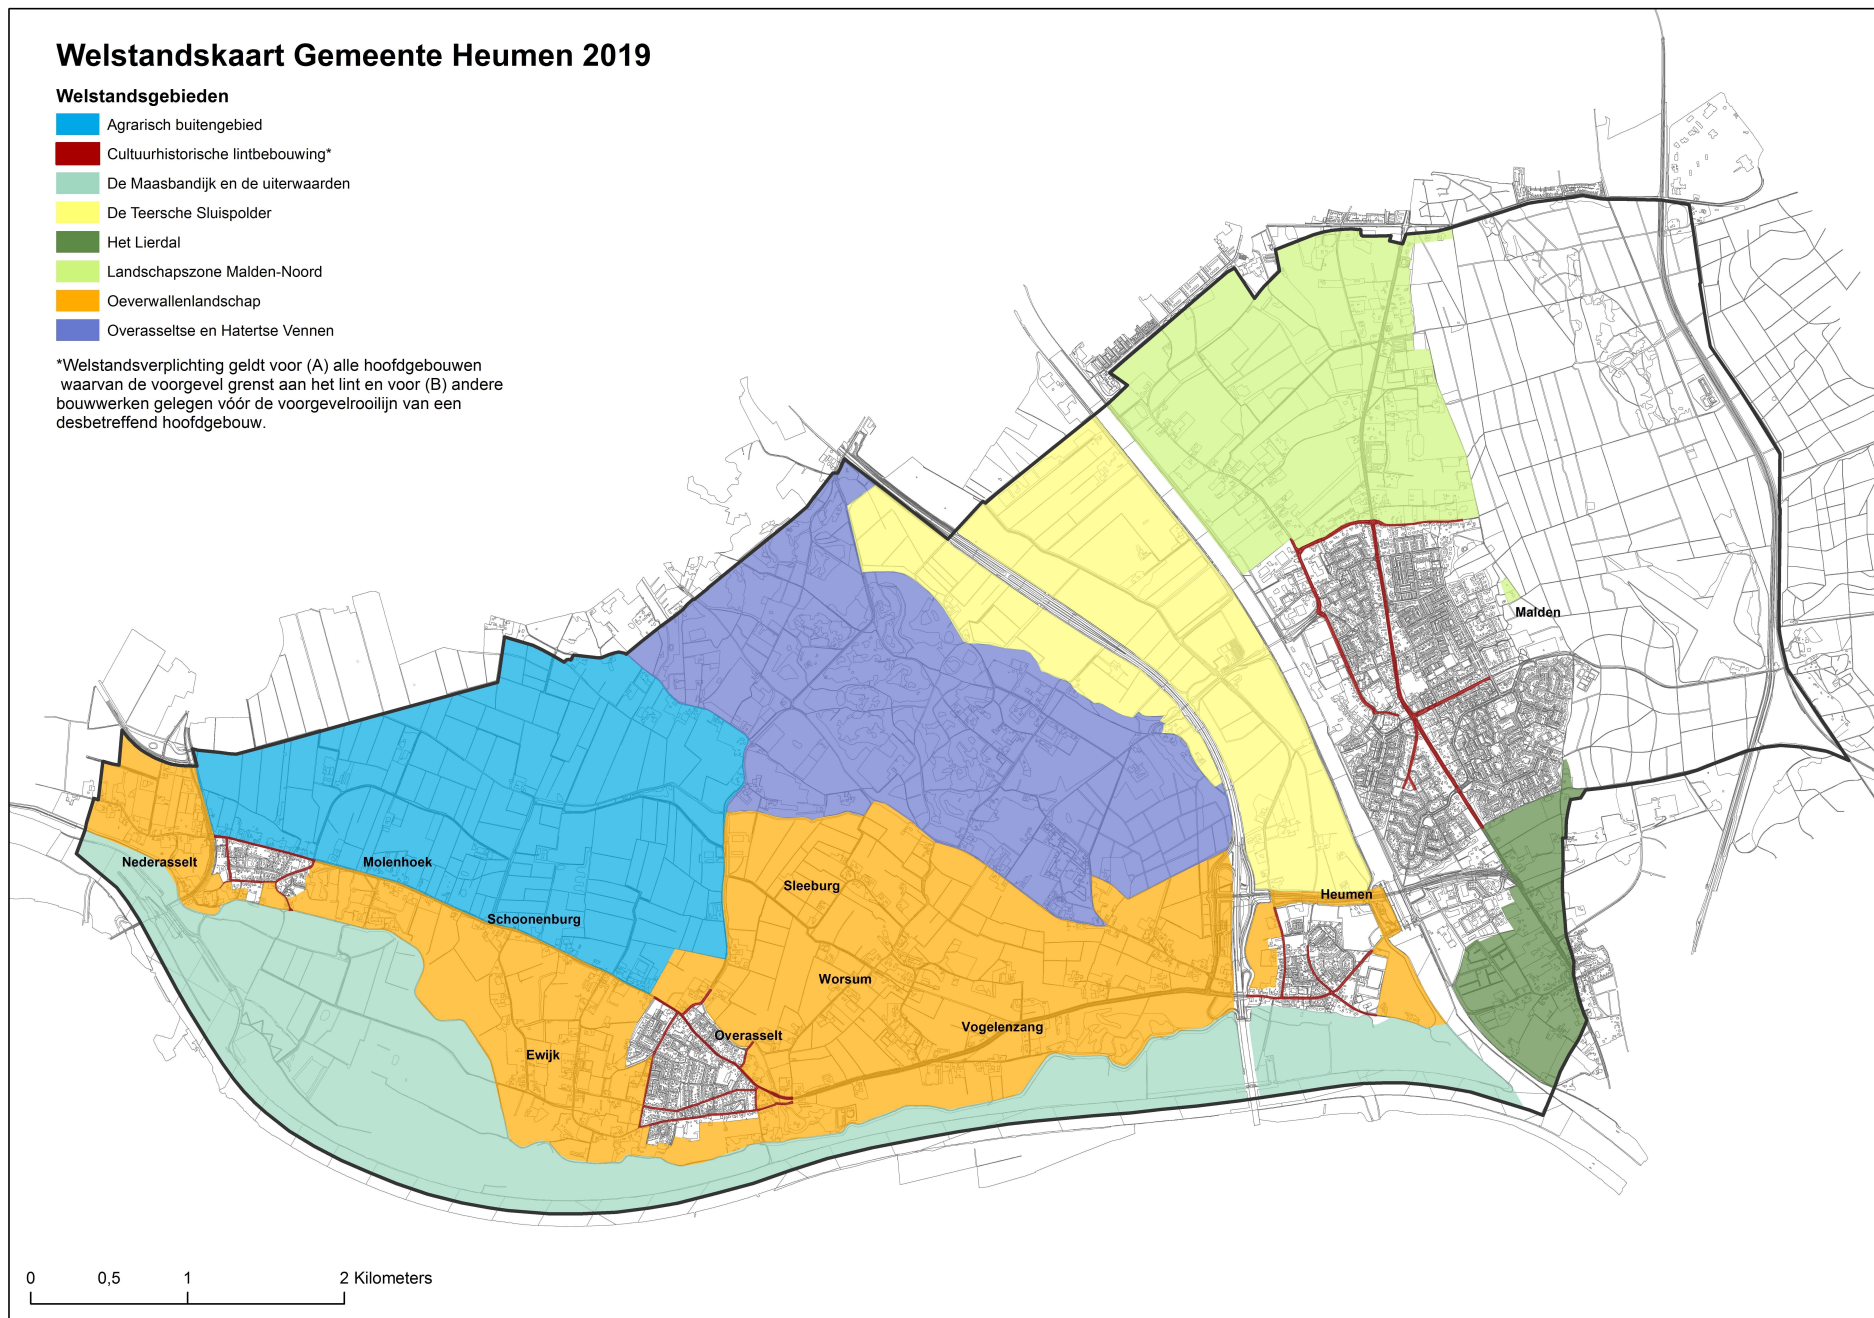 Welstandskaart Gemeente Heumen 2019
Welstandsgebieden
Agrarisch buitengebied
Cultuurhistorische lintbebouwing*
De Maasbandijk en de uiterwaarden
De Teersche Sluispolder
Het Lierdal
Landschapszone Malden-Noord
Oeverwallenlandschap
Overasseltse en Hatertse Vennen
*Welstandsverplichting geldt voor (A) alle hoofdgebouwen
waarvan de voorgevel grenst aan het lint en voor (B) andere
bouwwerken gelegen vóór de voorgevelrooilijn van een
desbetreffend hoofdgebouw.
Malden
Nederasselt
Molenhoek
Sleeburg
Heumen
Schoonenburg
Worsum
Vogelenzang
Overasselt
Ewijk
0 0,5 1 2 Kilometers